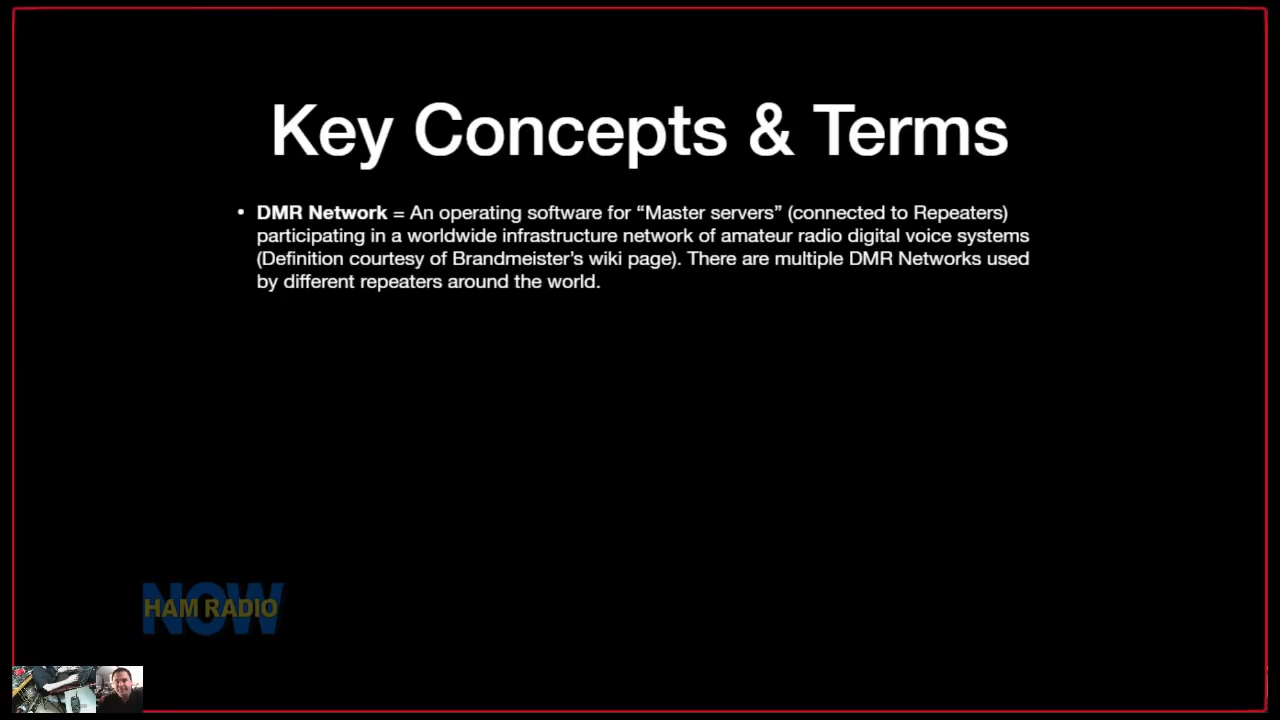 Key Concepts & Terms
• DMR Network = An operating software for “Master servers” (connected to Repeaters)
participating in a worldwide infrastructure network of amateur radio digital voice systems
(Definition courtesy of Brandmeister’s wiki page). There are multiple DMR Networks used
by different repeaters around the world.
NOW
HAM RADIO